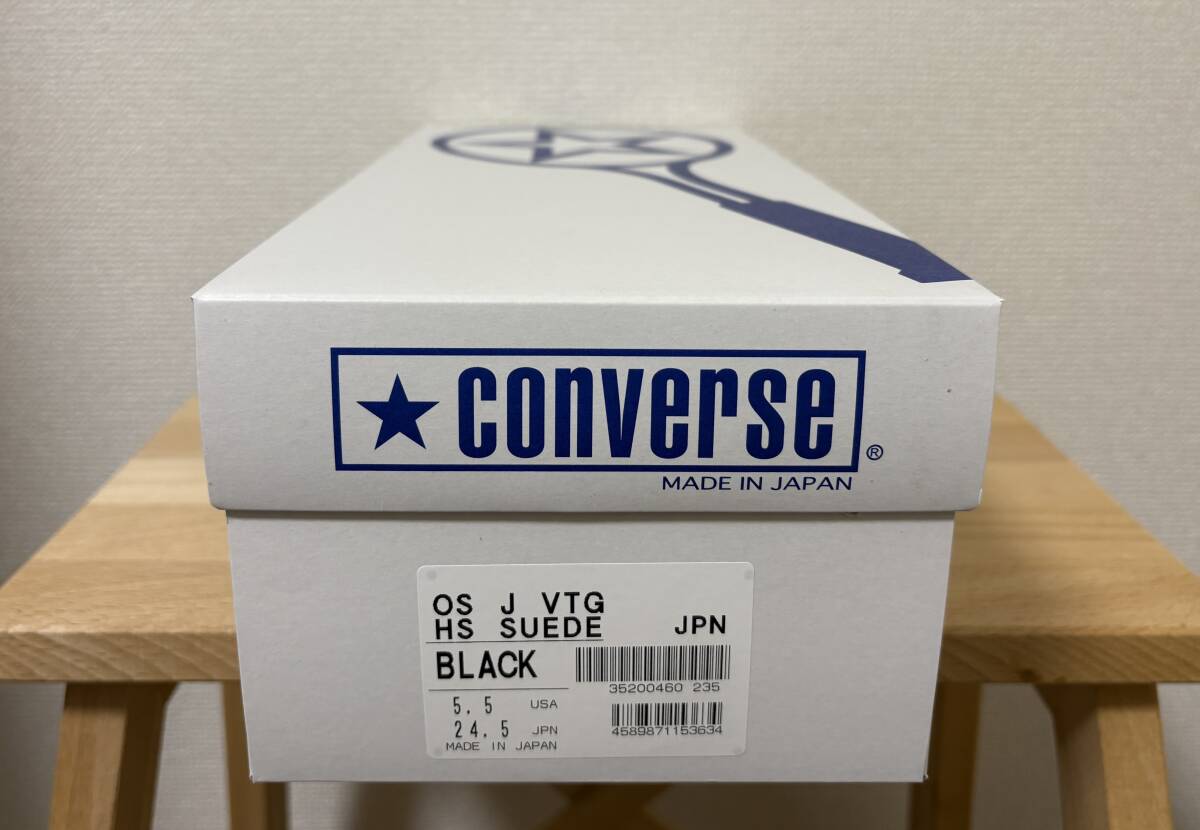 ★ converse ®
MADE IN JAPAN
OS J VTG
HS SUEDE JPN
BLACK
35200460 235
5.5 USA
24.5 JPN
4589871153634
MADE IN JAPAN